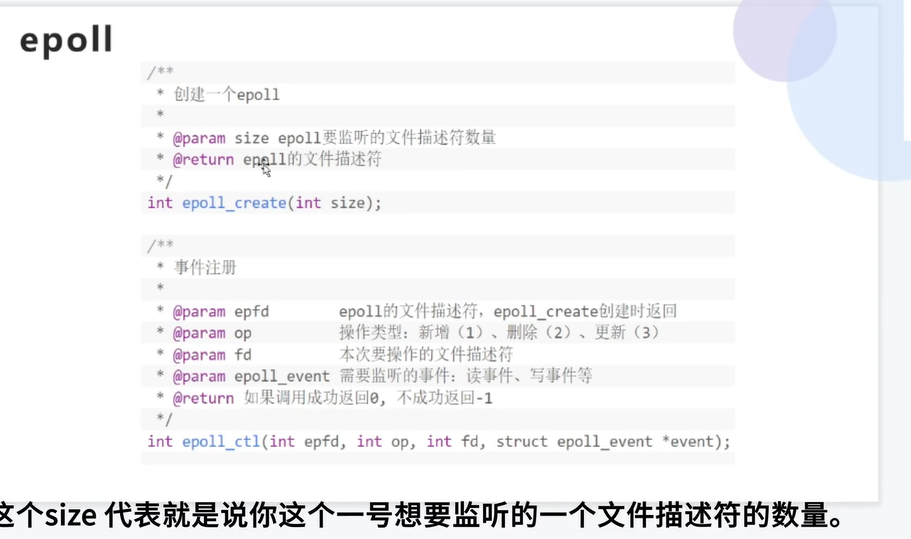 epoll
/**
* 创建一个epoll
*
* @param size epoll要监听的文件描述符数量
* @return epoll的文件描述符
*/
int epoll_create(int size);
/**
* 事件注册
*
* @param epfd epoll的文件描述符，epoll_create创建时返回
* @param op 操作类型：新增（1）、删除（2）、更新（3）
* @param fd 本次要操作的文件描述符
* @param epoll_event 需要监听的事件：读事件、写事件等
* @return 如果调用成功返回0, 不成功返回-1
*/
int epoll_ctl(int epfd, int op, int fd, struct epoll_event *event);
这个size 代表就是说你这个一号想要监听的一个文件描述符的数量。